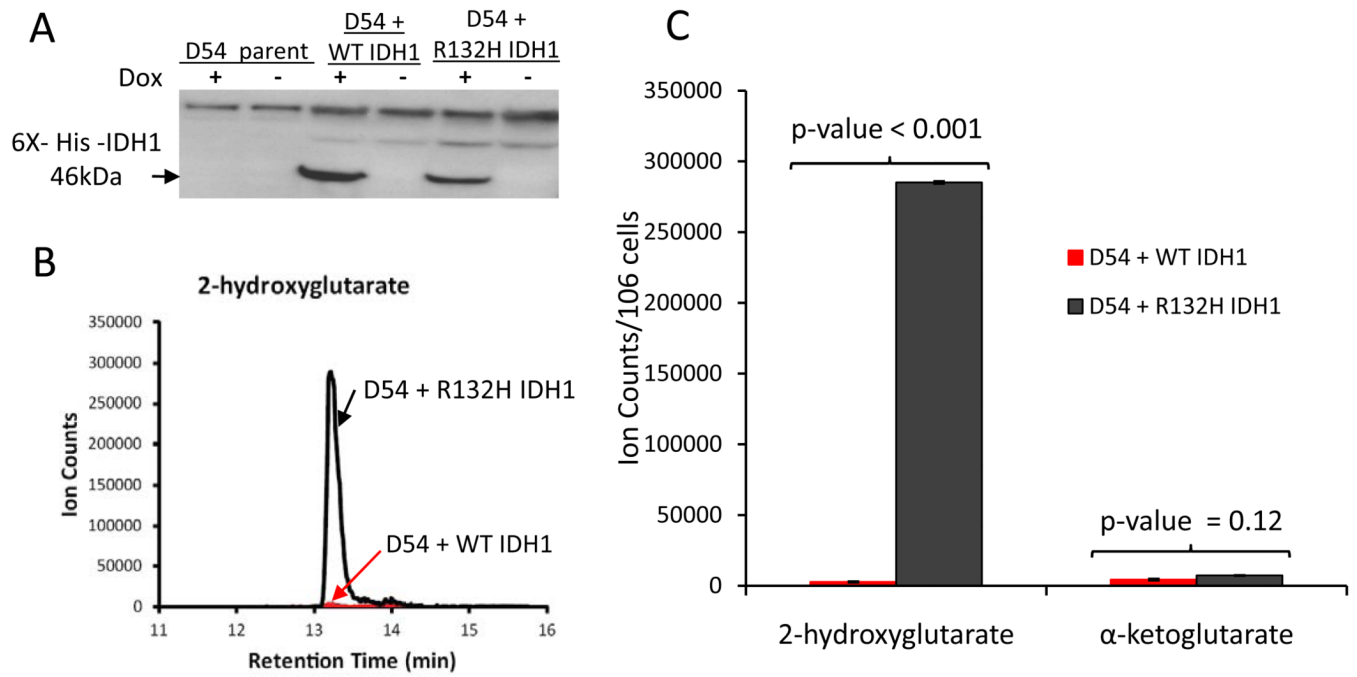 A
D54 parent
D54 +
WT IDH1
D54 +
R132H IDH1
Dox
+ - + - + -
6X- His -IDH1
46kDa
B
2-hydroxyglutarate
Ion Counts
350000
300000
250000
200000
150000
100000
50000
0
11 12 13 14 15 16
Retention Time (min)
D54 + R132H IDH1
D54 + WT IDH1
C
Ion Counts/106 cells
350000
300000
250000
200000
150000
100000
50000
0
p-value < 0.001
p-value = 0.12
D54 + WT IDH1
D54 + R132H IDH1
2-hydroxyglutarate
α-ketoglutarate